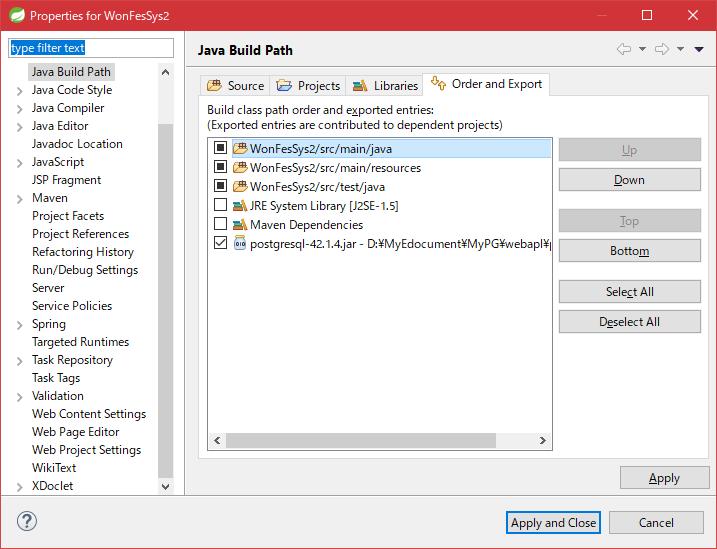 Properties for WonFesSys2
type filter text
Java Build Path
Java Code Style
Java Compiler
Java Editor
Javadoc Location
JavaScript
JSP Fragment
Maven
Project Facets
Project References
Refactoring History
Run/Debug Settings
Server
Service Policies
Spring
Targeted Runtimes
Task Repository
Task Tags
Validation
Web Content Settings
Web Page Editor
Web Project Settings
WikiText
XDoclet
Java Build Path
Source
Projects
Libraries
Order and Export
Build class path order and exported entries:
(Exported entries are contributed to dependent projects)
WonFesSys2/src/main/java
WonFesSys2/src/main/resources
WonFesSys2/src/test/java
JRE System Library [J2SE-1.5]
Maven Dependencies
postgresql-42.1.4.jar - D:¥MyEdocument¥MyPG¥webapl¥p
Up
Down
Top
Bottom
Select All
Deselect All
Apply
Apply and Close
Cancel